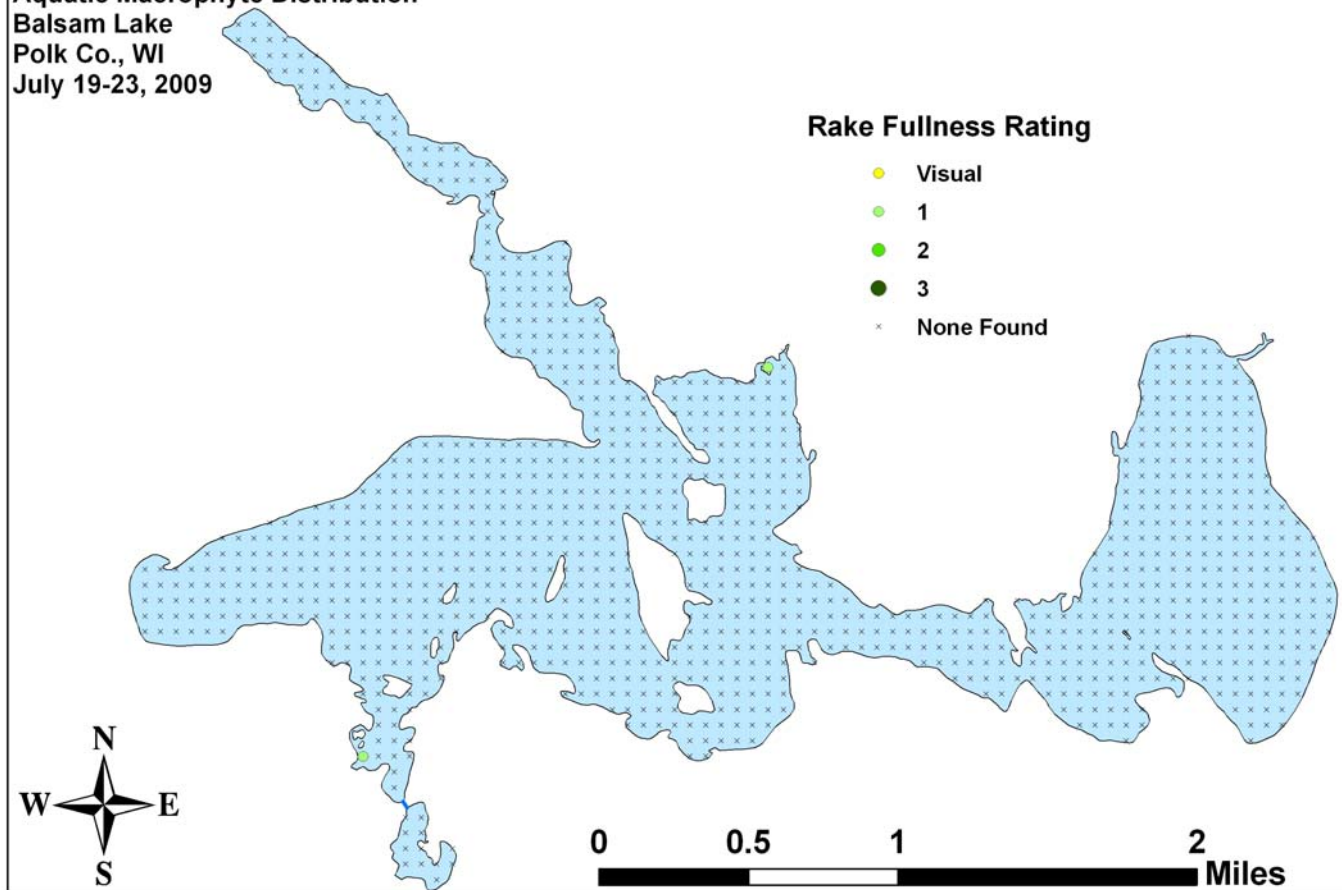 Aquatic Macrophyte Distribution
Balsam Lake
Polk Co., WI
July 19-23, 2009
Rake Fullness Rating
Visual
1
2
3
None Found
N
W E
S
0 0.5 1 2
Miles